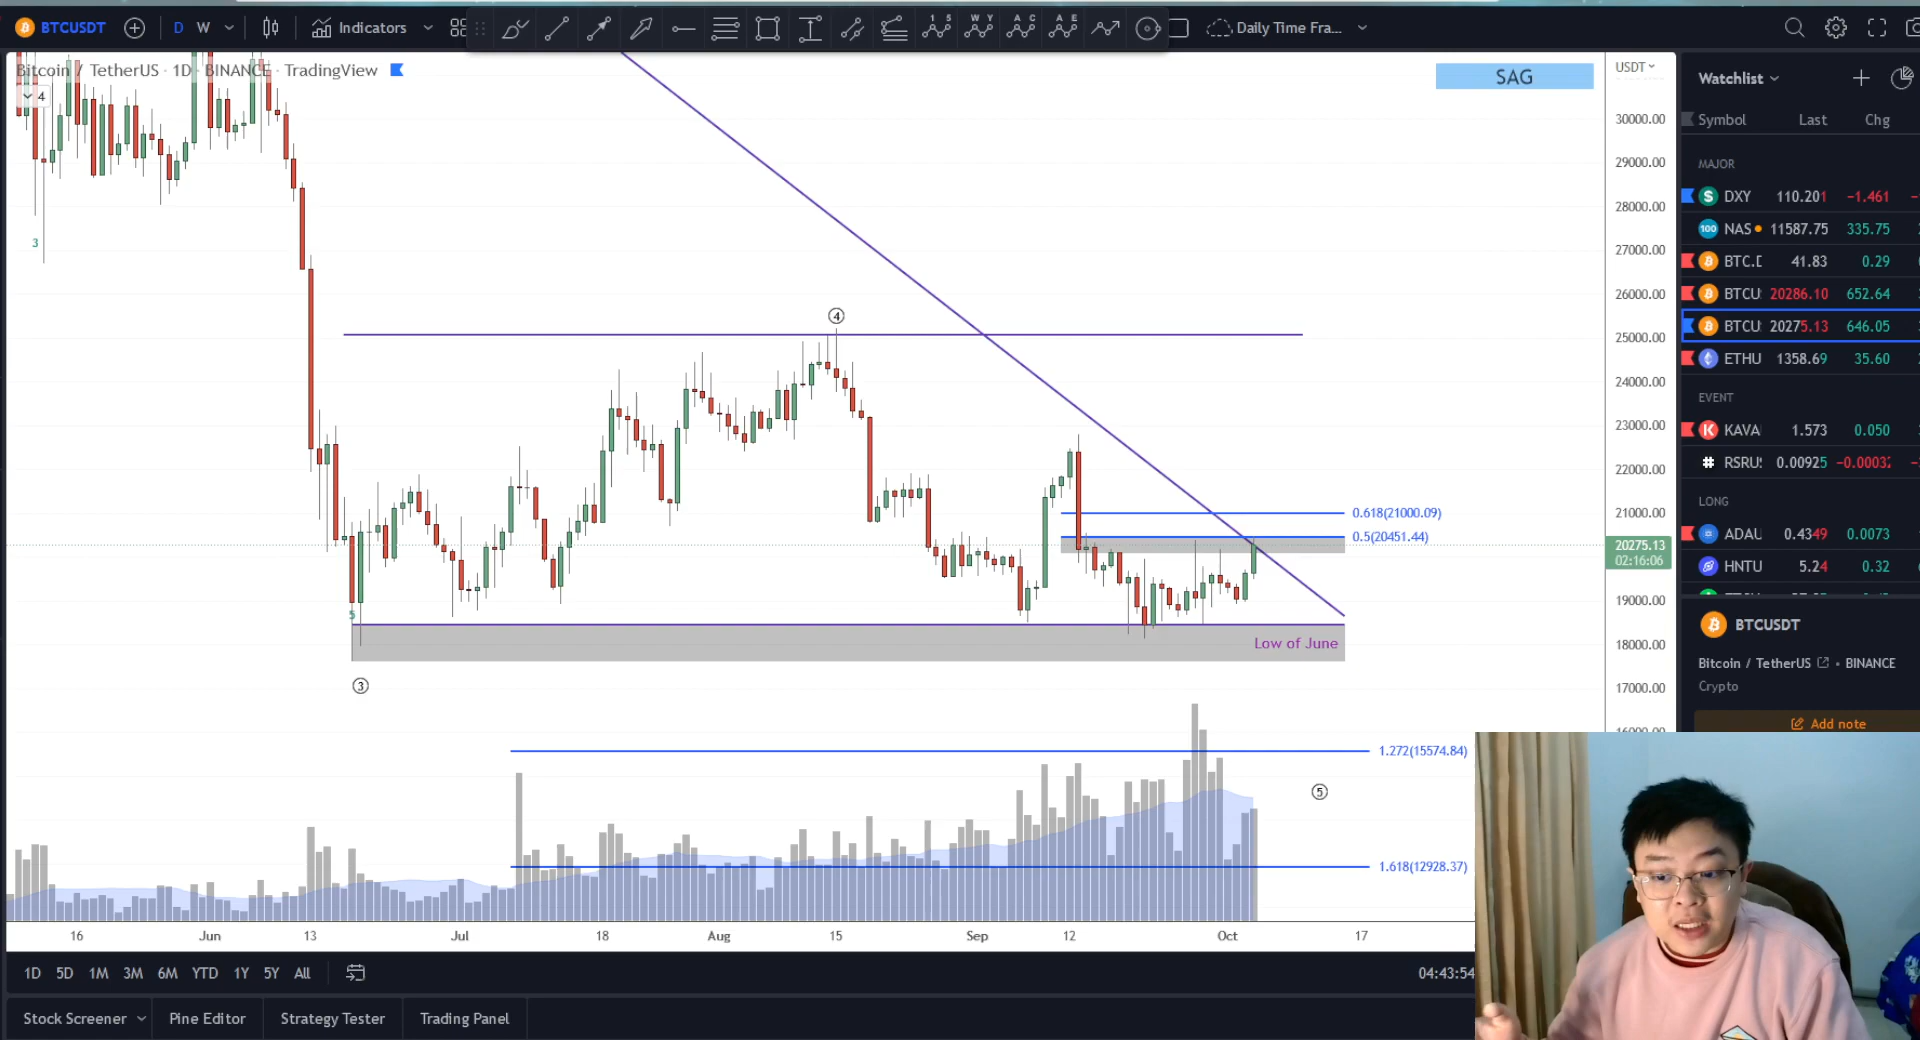 BTCUSDT
D W
Indicators
1 5
W Y
A C
A E
Daily Time Fra...
Bitcoin / TetherUS · 1D · BINANCE · TradingView
4
SAG
USDT
30000.00
29000.00
28000.00
27000.00
26000.00
25000.00
24000.00
23000.00
22000.00
21000.00
20275.13
02:16:06
19000.00
18000.00
17000.00
3
④
0.618(21000.09)
0.5(20451.44)
5
Low of June
③
1.272(15574.84)
⑤
1.618(12928.37)
16 Jun 13 Jul 18 Aug 15 Sep 12 Oct 17
1D 5D 1M 3M 6M YTD 1Y 5Y All
04:43:54
Stock Screener Pine Editor Strategy Tester Trading Panel
Watchlist
Symbol Last Chg
MAJOR
DXY 110.201 −1.461
100 NAS 11587.75 335.75
BTC.D 41.83 0.29
BTCU 20286.10 652.64
BTCU 20275.13 646.05
ETHU 1358.69 35.60
EVENT
KAVA 1.573 0.050
RSRU 0.00925 −0.0003
LONG
ADAU 0.4349 0.0073
HNTU 5.24 0.32
BTCUSDT
Bitcoin / TetherUS • BINANCE
Crypto
Add note